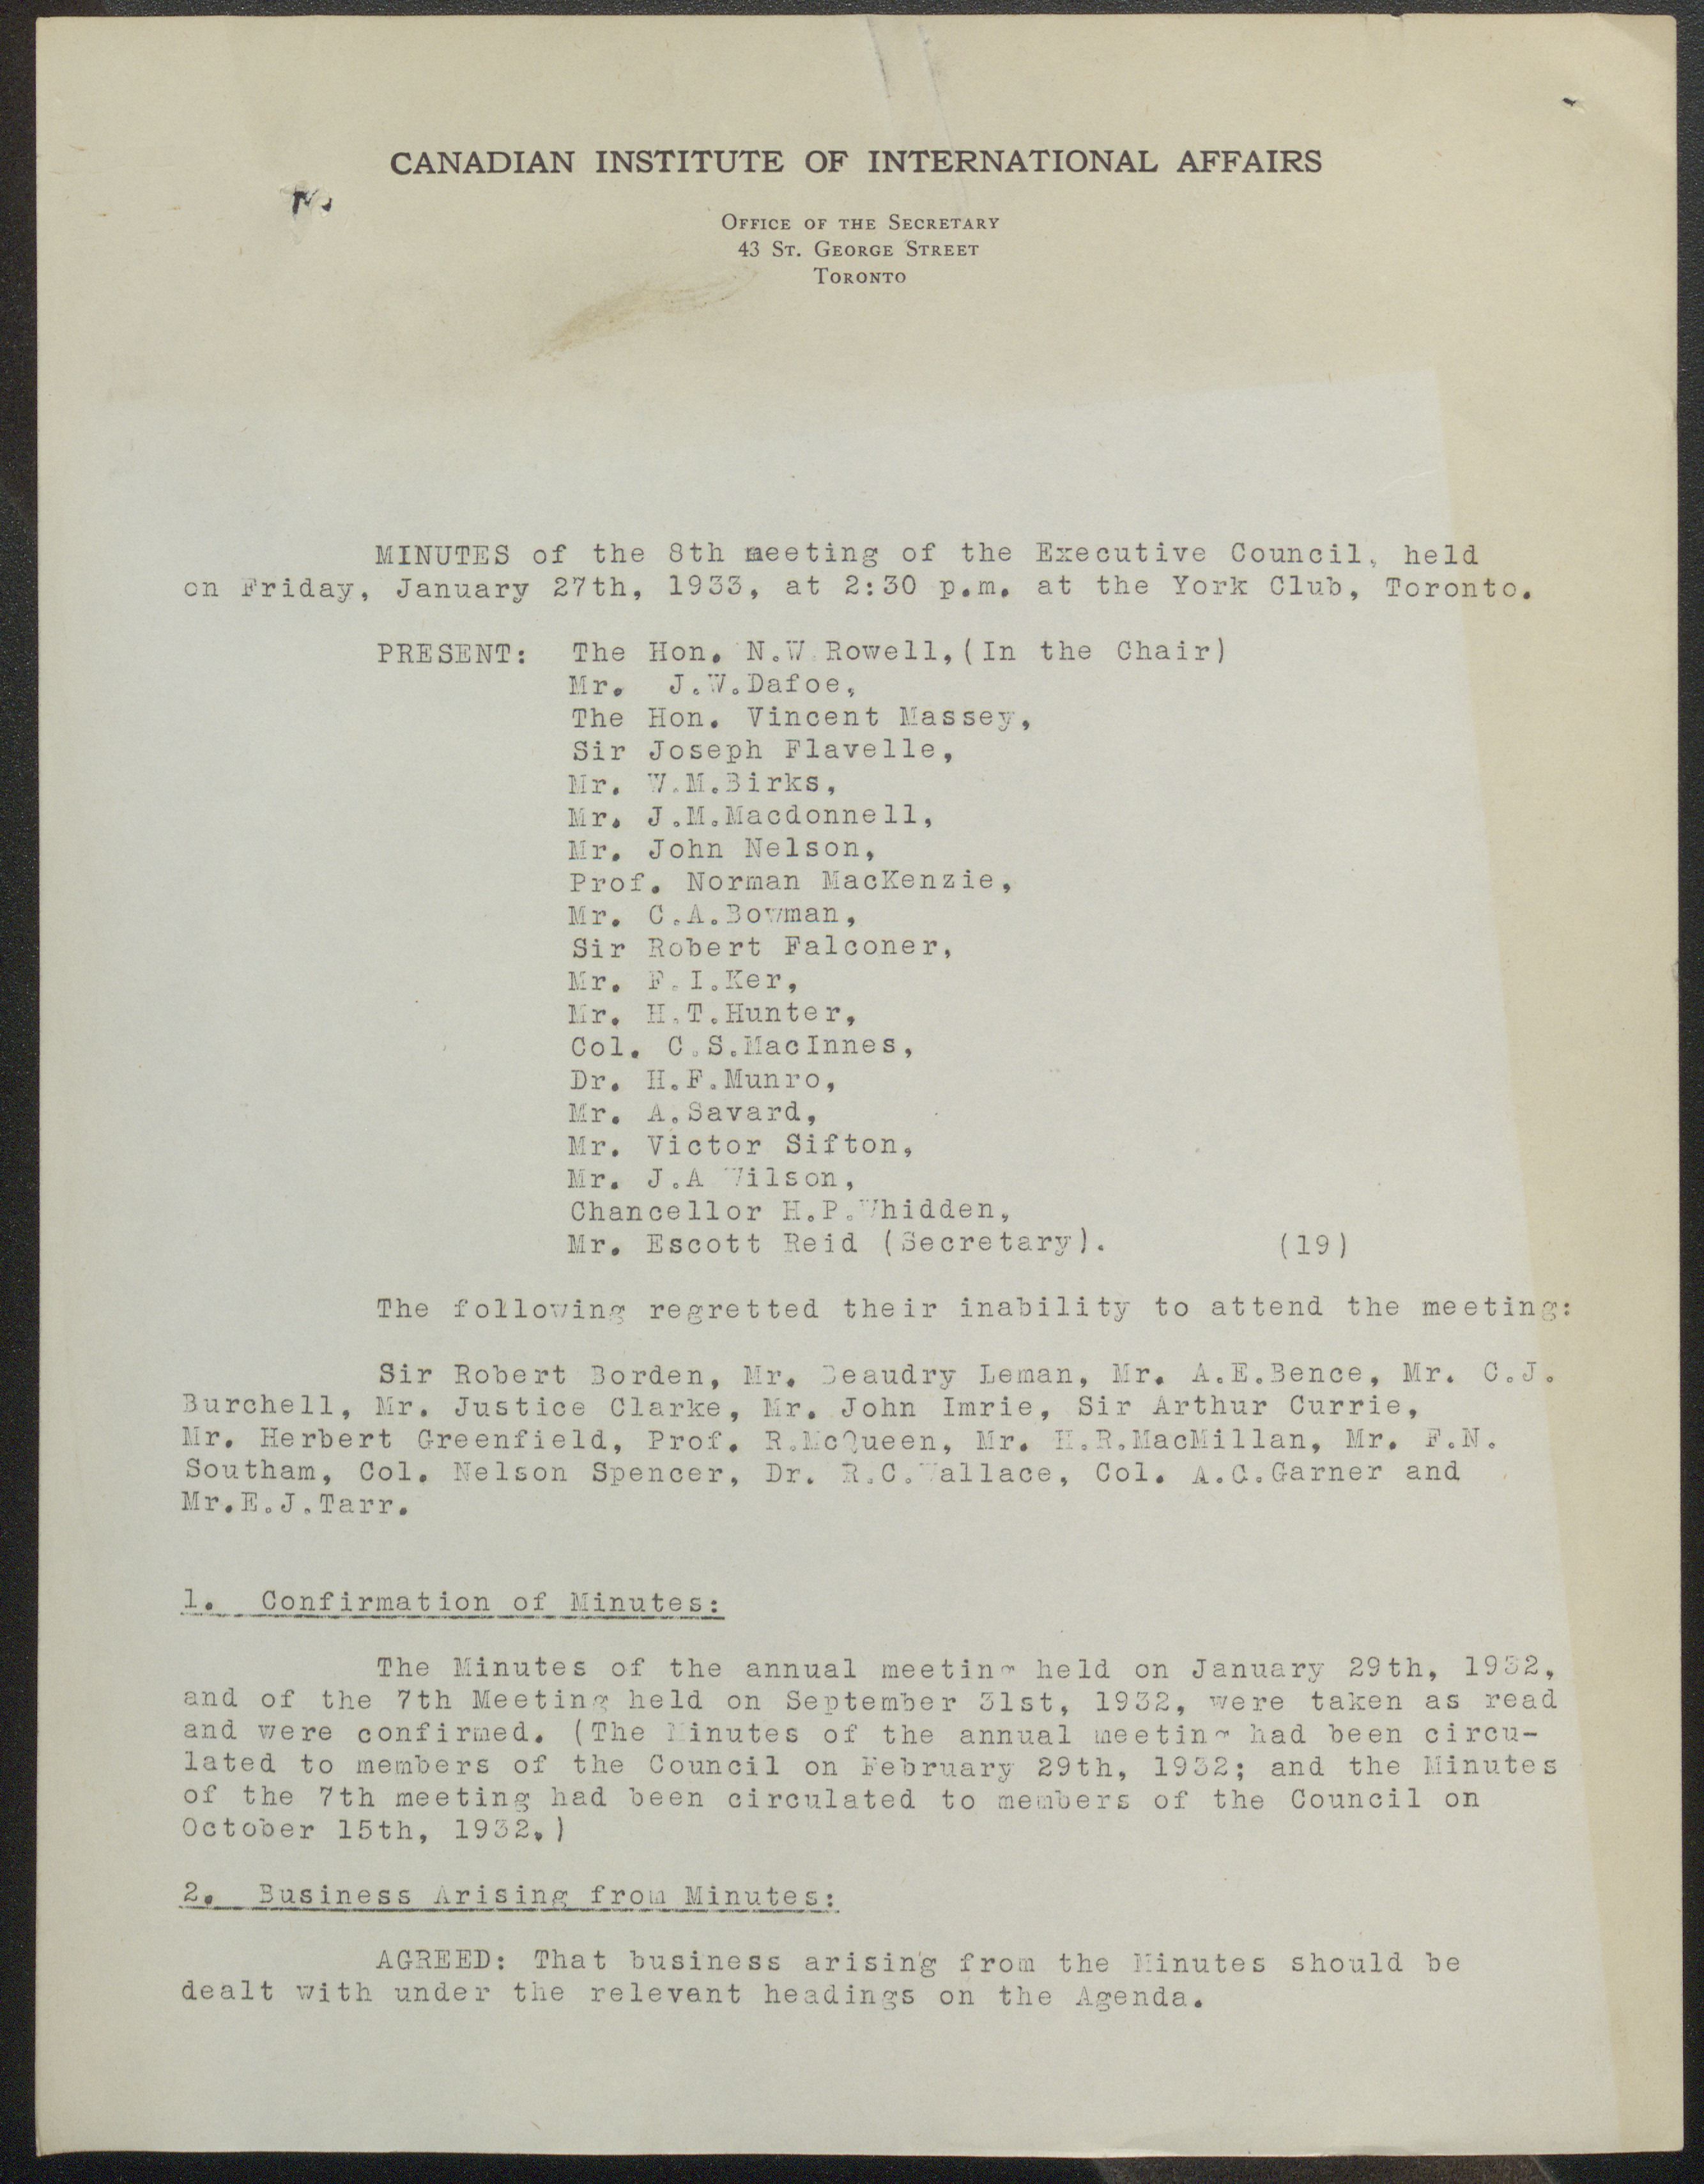 CANADIAN INSTITUTE OF INTERNATIONAL AFFAIRS
OFFICE OF THE SECRETARY
43 ST. GEORGE STREET
TORONTO
MINUTES of the 8th meeting of the Executive Council, held
on Friday, January 27th, 1933, at 2:30 p.m. at the York Club, Toronto.
PRESENT: The Hon. N.W.Rowell,(In the Chair)
Mr. J.W.Dafoe,
The Hon. Vincent Massey,
Sir Joseph Flavelle,
Mr. W.M.Birks,
Mr. J.M.Macdonnell,
Mr. John Nelson,
Prof. Norman MacKenzie,
Mr. C.A.Bowman,
Sir Robert Falconer,
Mr. F.I.Ker,
Mr. H.T.Hunter,
Col. C.S.MacInnes,
Dr. H.F.Munro,
Mr. A.Savard,
Mr. Victor Sifton,
Mr. J.A Wilson,
Chancellor H.P.Whidden,
Mr. Escott Reid (Secretary). (19)
The following regretted their inability to attend the meeting:
Sir Robert Borden, Mr. Beaudry Leman, Mr. A.E.Bence, Mr. C.J.
Burchell, Mr. Justice Clarke, Mr. John Imrie, Sir Arthur Currie,
Mr. Herbert Greenfield, Prof. R.McQueen, Mr. H.R.MacMillan, Mr. F.N.
Southam, Col. Nelson Spencer, Dr. R.C.Wallace, Col. A.C.Garner and
Mr.E.J.Tarr.
1. Confirmation of Minutes:
The Minutes of the annual meeting held on January 29th, 1932,
and of the 7th Meeting held on September 31st, 1932, were taken as read
and were confirmed. (The Minutes of the annual meeting had been circu-
lated to members of the Council on February 29th, 1932; and the Minutes
of the 7th meeting had been circulated to members of the Council on
October 15th, 1932.)
2. Business Arising from Minutes:
AGREED: That business arising from the Minutes should be
dealt with under the relevant headings on the Agenda.